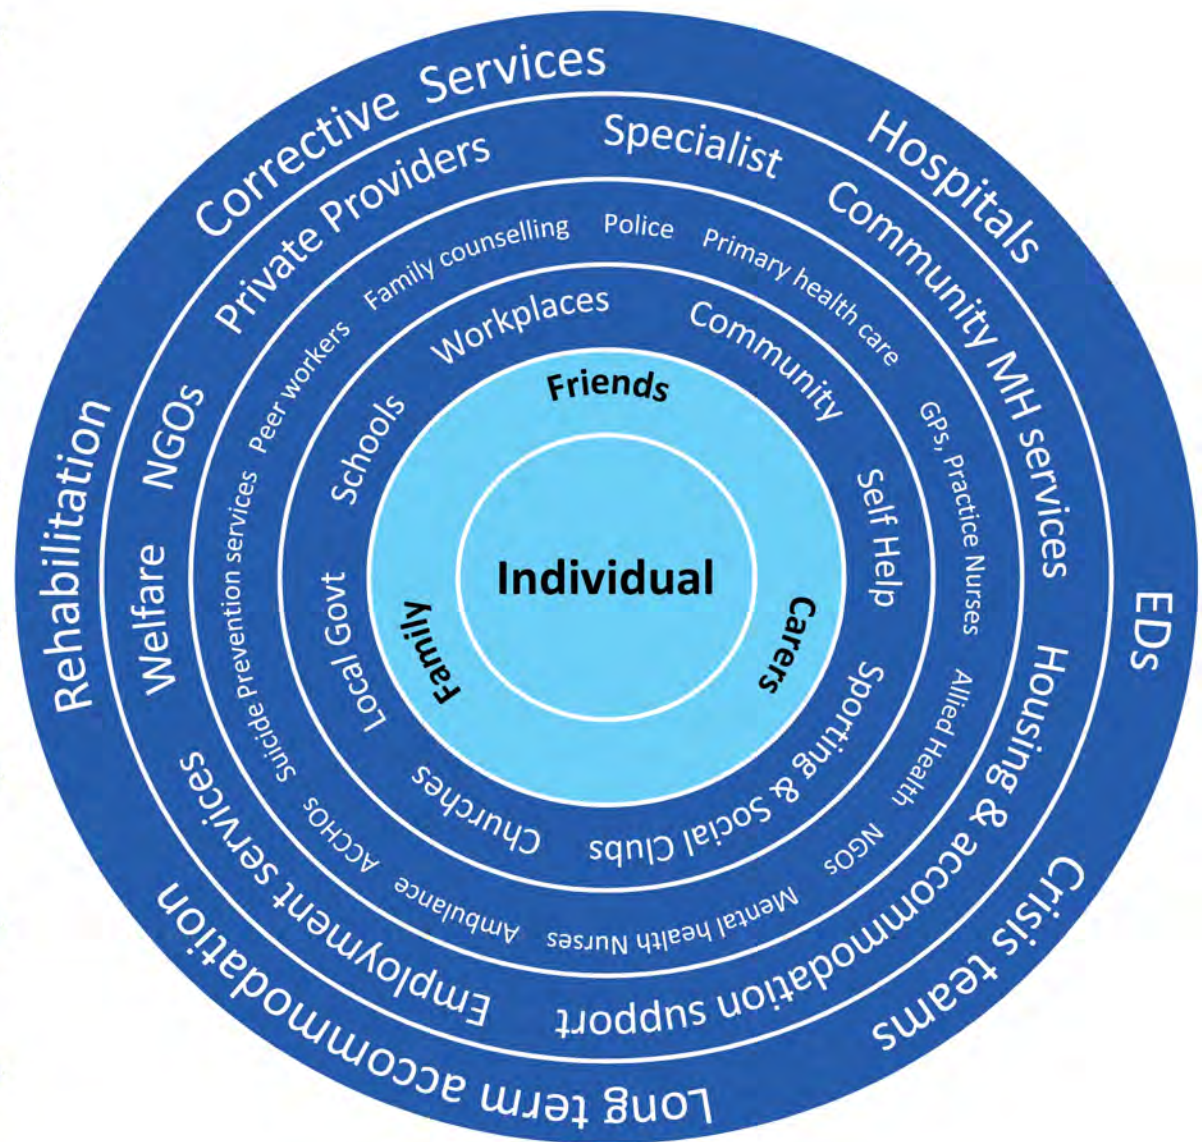 Corrective Services
Hospitals
EDs
Crisis teams
Long term accommodation
Rehabilitation
Private Providers
Specialist
Community MH services
Housing & accommodation support
Employment services
Welfare
NGOs
Family counselling
Police
Primary health care
GPs, Practice Nurses
Allied Health
NGOs
Mental health Nurses
Ambulance
ACCHOs
Suicide Prevention services
Peer workers
Workplaces
Community
Self Help
Sporting & Social Clubs
Churches
Local Govt
Schools
Friends
Carers
Family
Individual